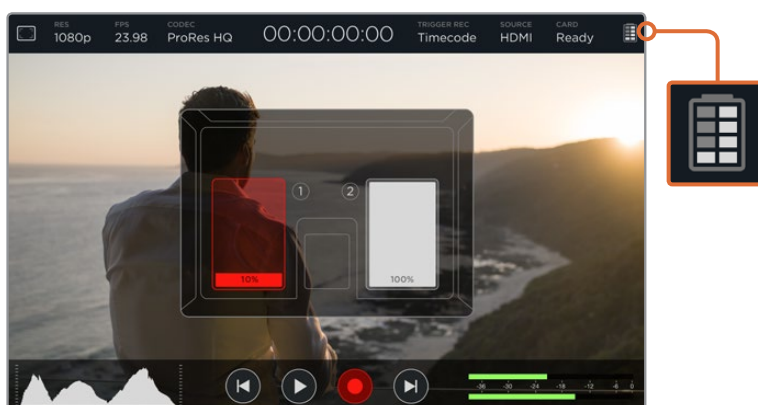 RES FPS CODEC TRIGGER REC SOURCE CARD
1080p 23.98 ProRes HQ 00:00:00:00 Timecode HDMI Ready
1 2
10% 100%
-36 -30 -24 -18 -12 -6 0